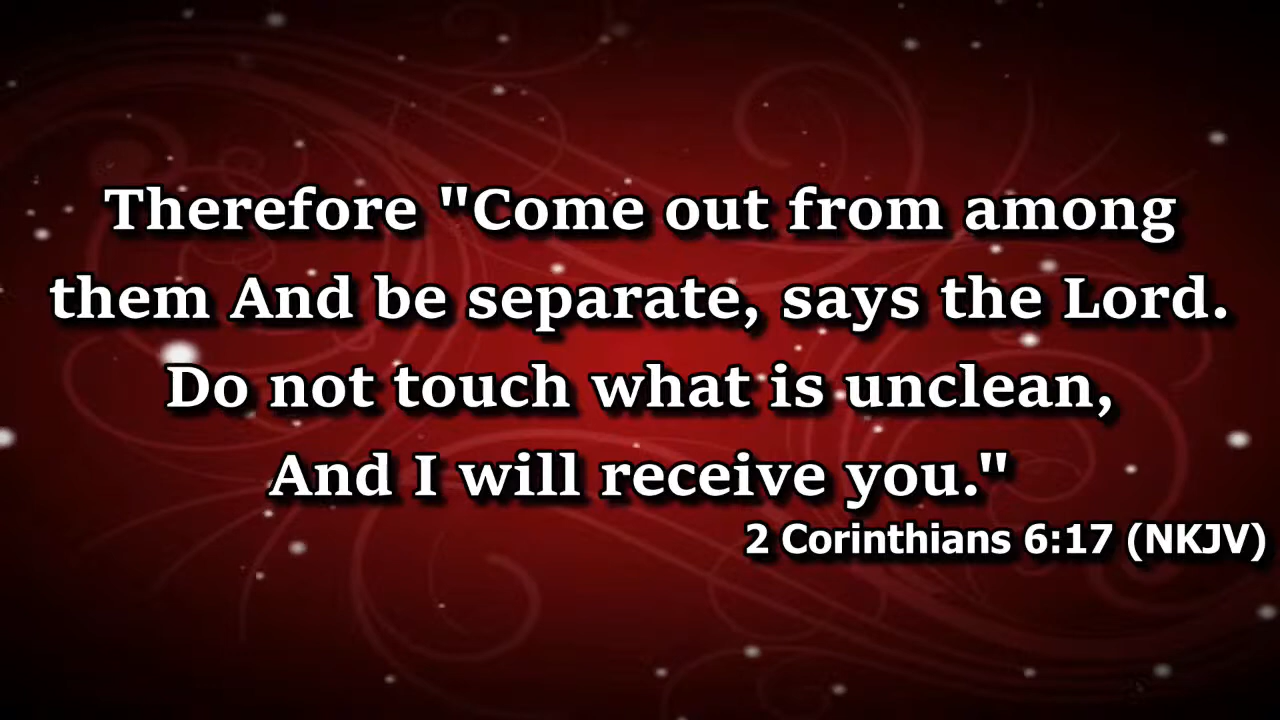 Therefore "Come out from among
them And be separate, says the Lord.
Do not touch what is unclean,
And I will receive you."
2 Corinthians 6:17 (NKJV)